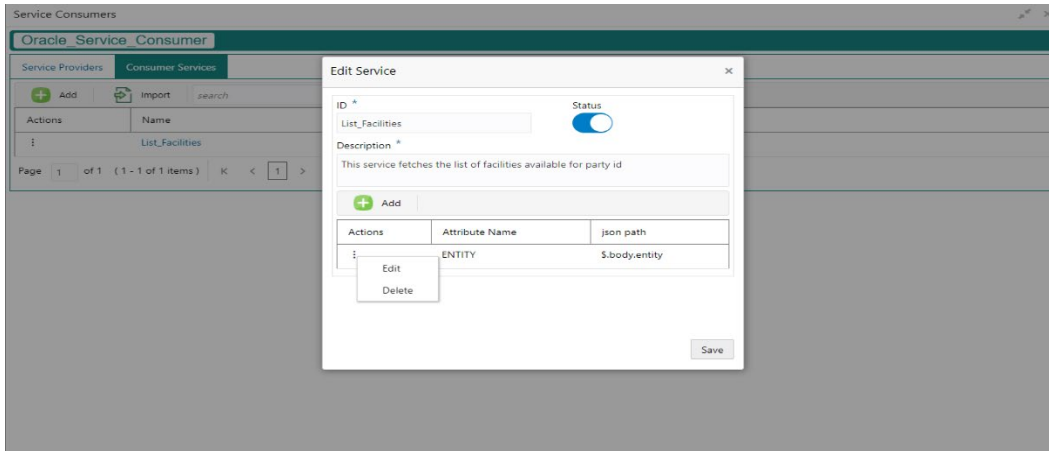 Service Consumers
Oracle_Service_Consumer
Service Providers Consumer Services
Add Import search
Actions Name
List_Facilities
Page 1 of 1 (1 - 1 of 1 items) K < 1 >
Edit Service ×
ID * Status
List_Facilities
Description *
This service fetches the list of facilities available for party id
Add
Actions Attribute Name json path
ENTITY $.body.entity
Edit
Delete
Save